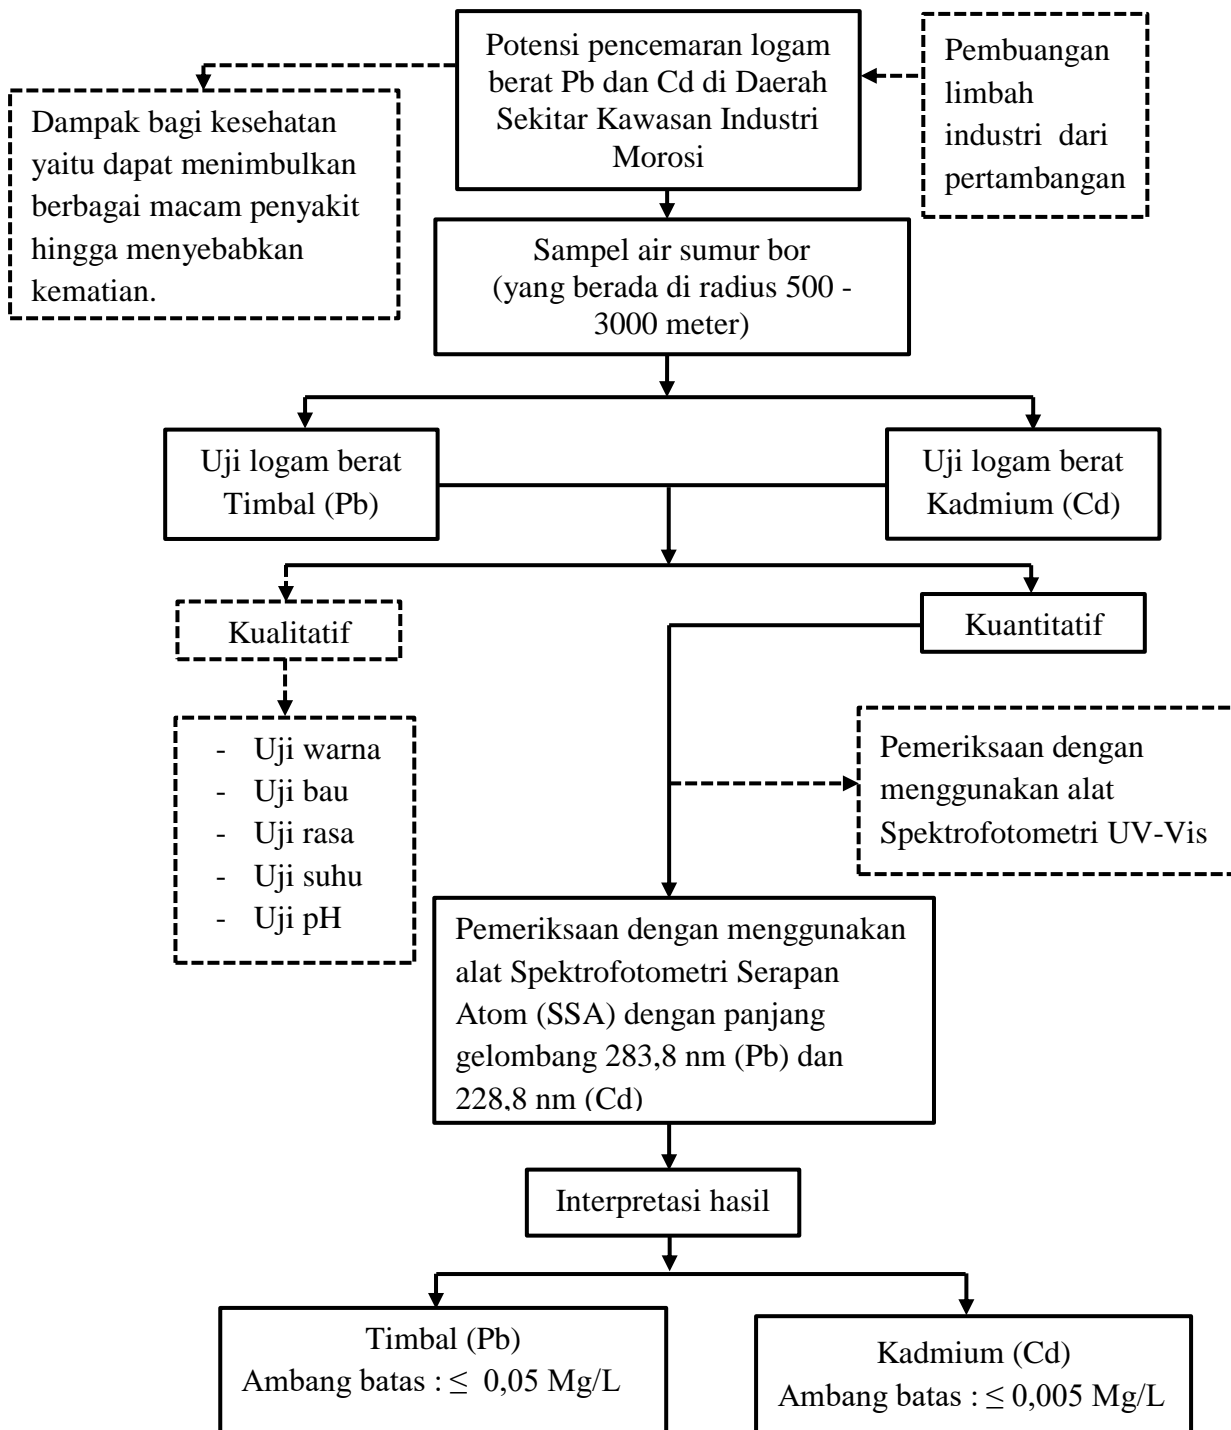 Potensi pencemaran logam
berat Pb dan Cd di Daerah
Sekitar Kawasan Industri
Morosi
Pembuangan
limbah
industri dari
pertambangan
Dampak bagi kesehatan
yaitu dapat menimbulkan
berbagai macam penyakit
hingga menyebabkan
kematian.
Sampel air sumur bor
(yang berada di radius 500 -
3000 meter)
Uji logam berat
Timbal (Pb)
Uji logam berat
Kadmium (Cd)
Kualitatif
Kuantitatif
- Uji warna
- Uji bau
- Uji rasa
- Uji suhu
- Uji pH
Pemeriksaan dengan
menggunakan alat
Spektrofotometri UV-Vis
Pemeriksaan dengan menggunakan
alat Spektrofotometri Serapan
Atom (SSA) dengan panjang
gelombang 283,8 nm (Pb) dan
228,8 nm (Cd)
Interpretasi hasil
Timbal (Pb)
Ambang batas : ≤ 0,05 Mg/L
Kadmium (Cd)
Ambang batas : ≤ 0,005 Mg/L